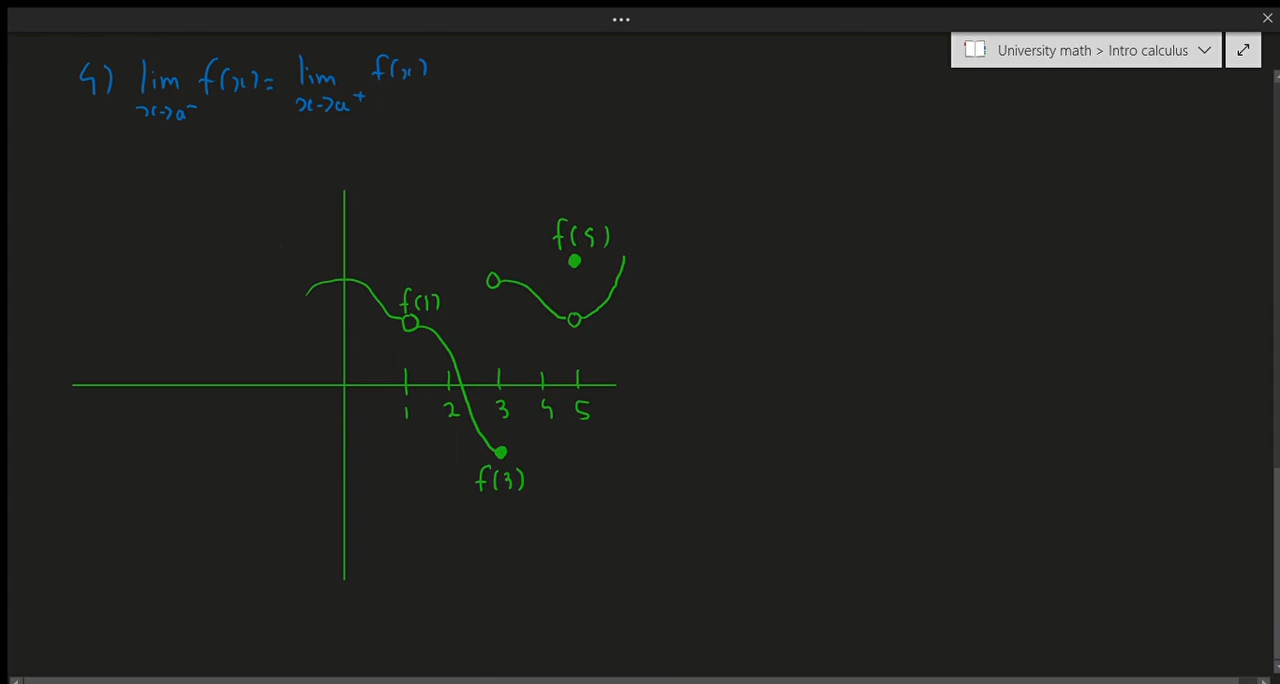 University math > Intro calculus
4) lim f(x) = lim f(x)
x->a⁻ x->a⁺
f(5)
f(1)
1 2 3 4 5
f(3)